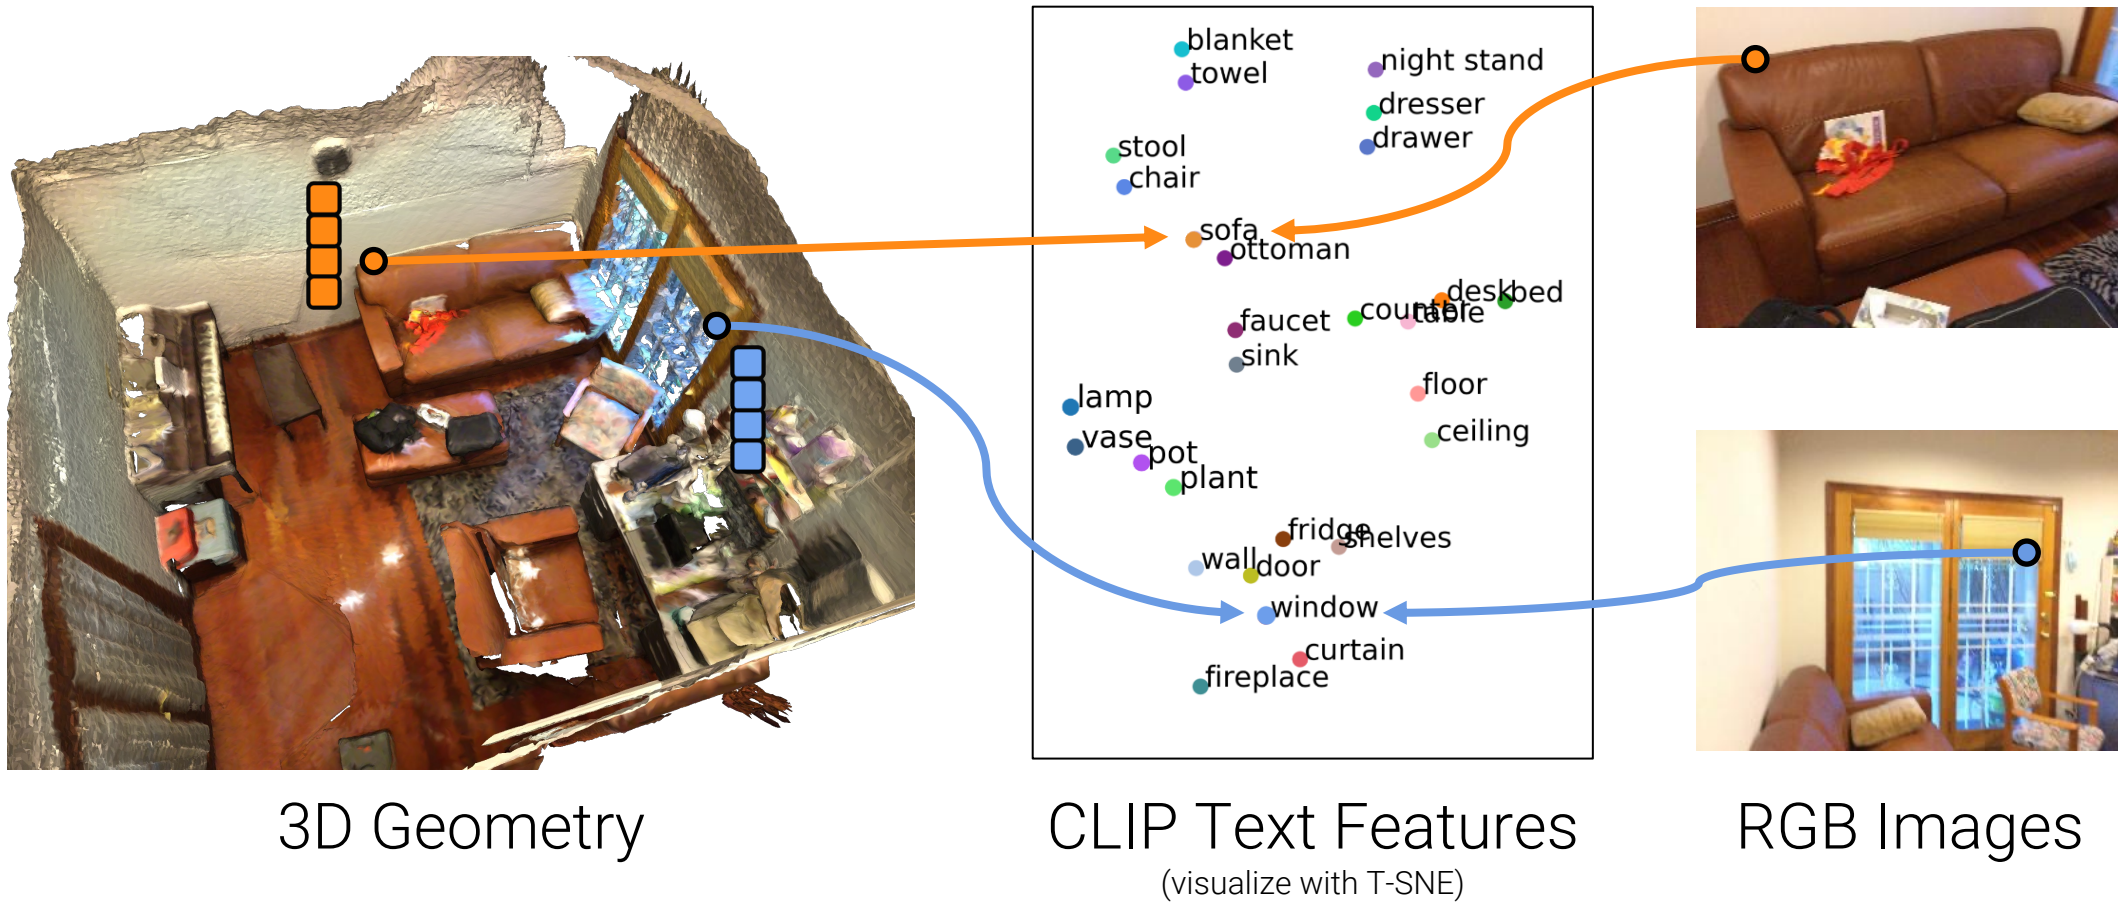 blanket
towel
night stand
dresser
drawer
stool
chair
sofa
ottoman
desk
bed
counter
table
faucet
sink
floor
lamp
ceiling
vase
pot
plant
fridge
shelves
wall
door
window
curtain
fireplace
3D Geometry
CLIP Text Features
(visualize with T-SNE)
RGB Images